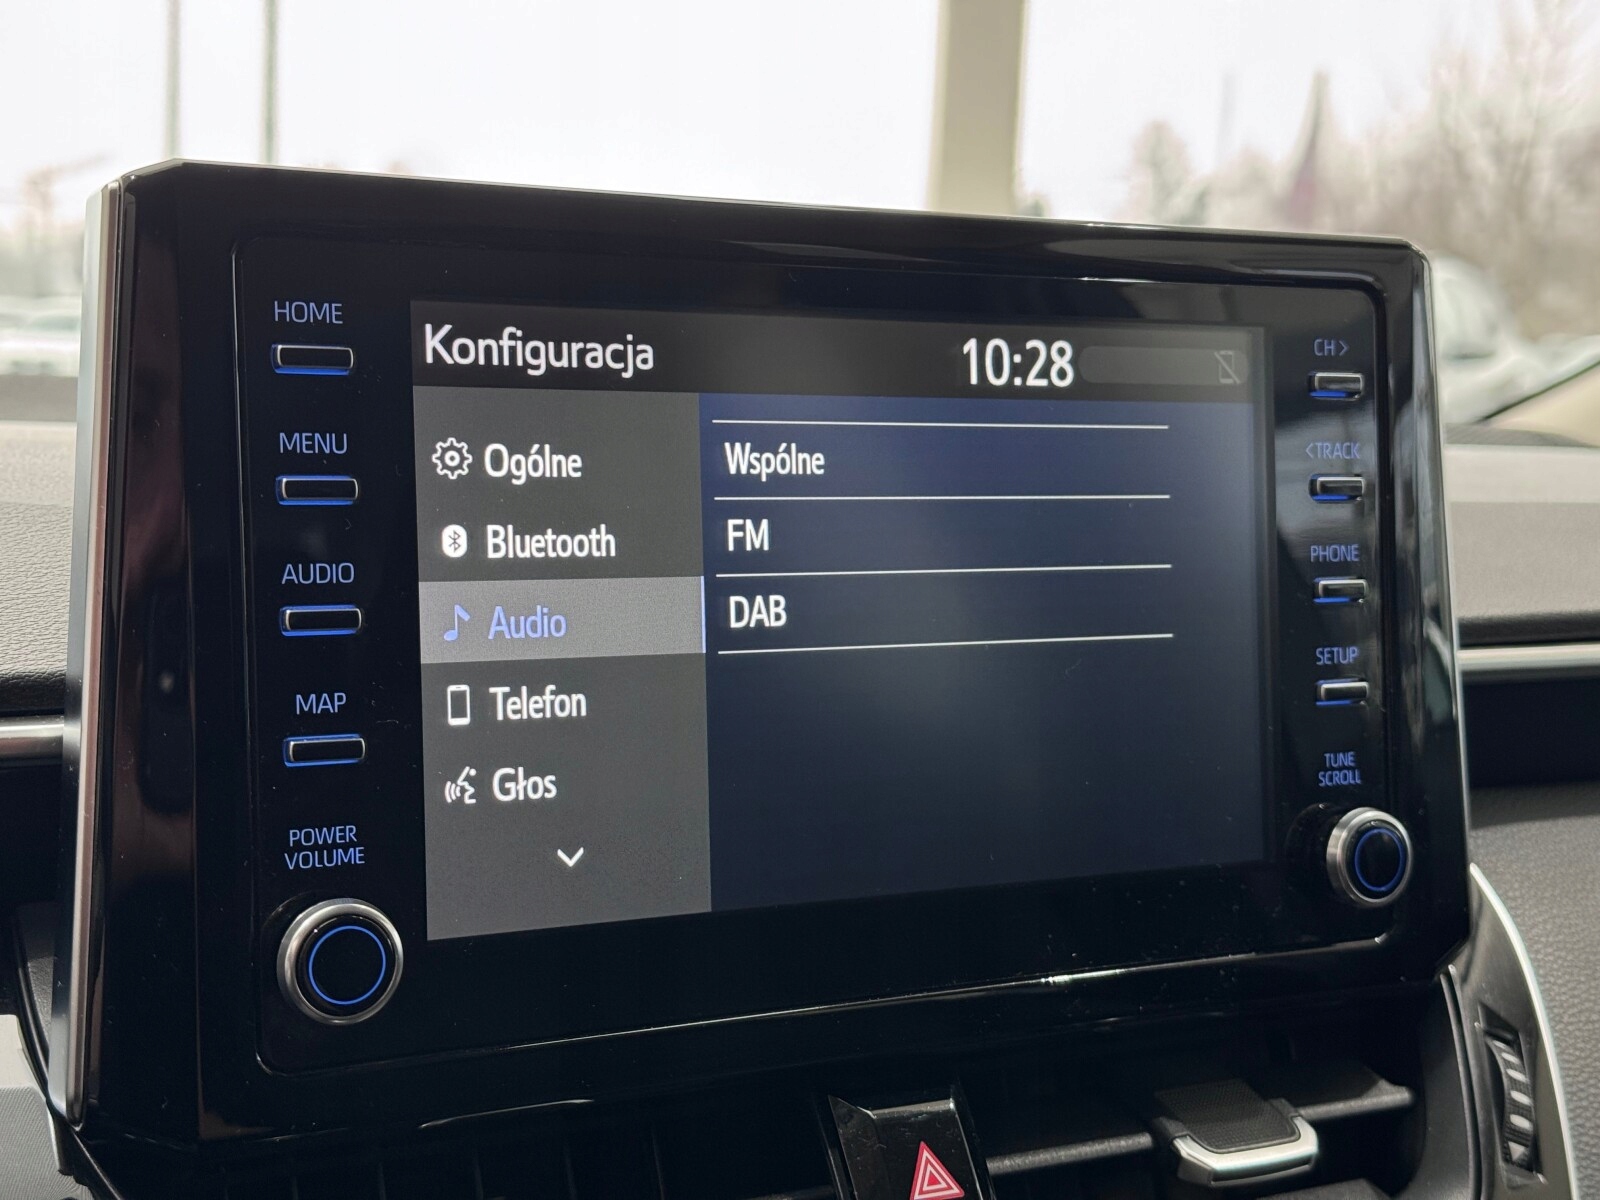 HOME
MENU
AUDIO
MAP
POWER
VOLUME
Konfiguracja
10:28
Ogólne
Bluetooth
Audio
Telefon
Głos
Wspólne
FM
DAB
CH>
<TRACK
PHONE
SETUP
TUNE
SCROLL